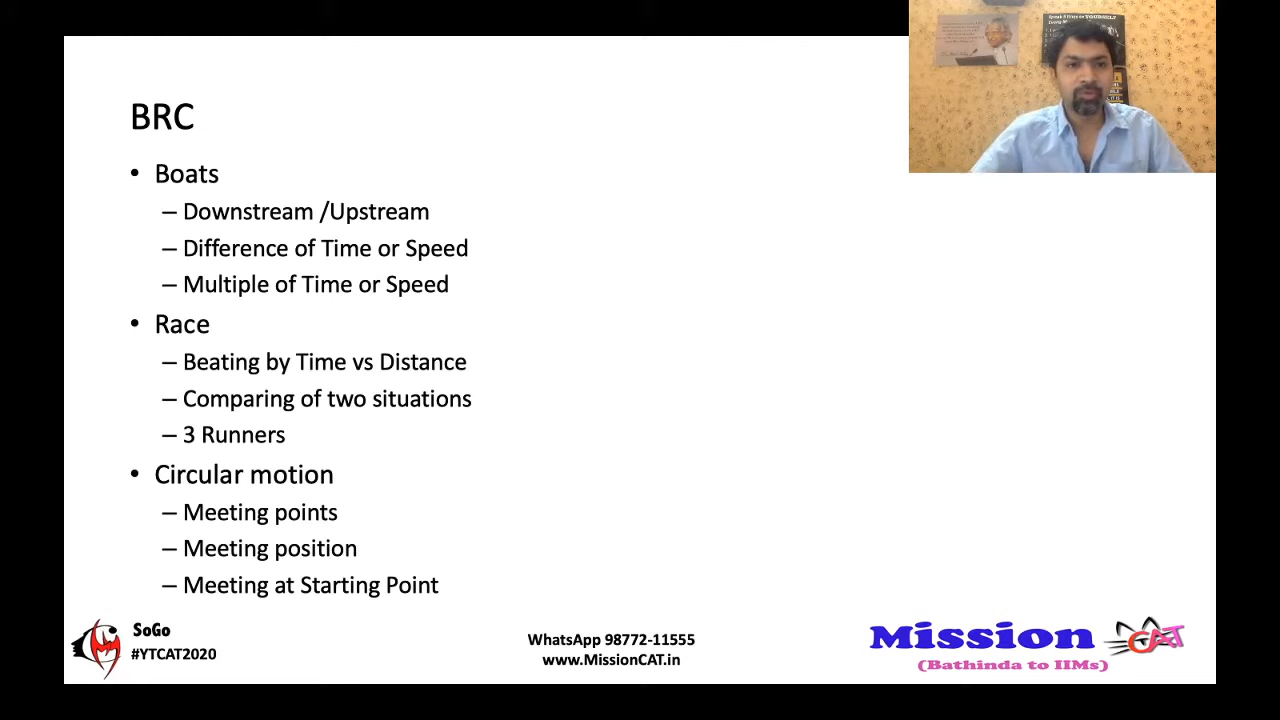 BRC
• Boats
– Downstream /Upstream
– Difference of Time or Speed
– Multiple of Time or Speed
• Race
– Beating by Time vs Distance
– Comparing of two situations
– 3 Runners
• Circular motion
– Meeting points
– Meeting position
– Meeting at Starting Point
SoGo
#YTCAT2020
WhatsApp 98772-11555
www.MissionCAT.in
Mission CAT
(Bathinda to IIMs)